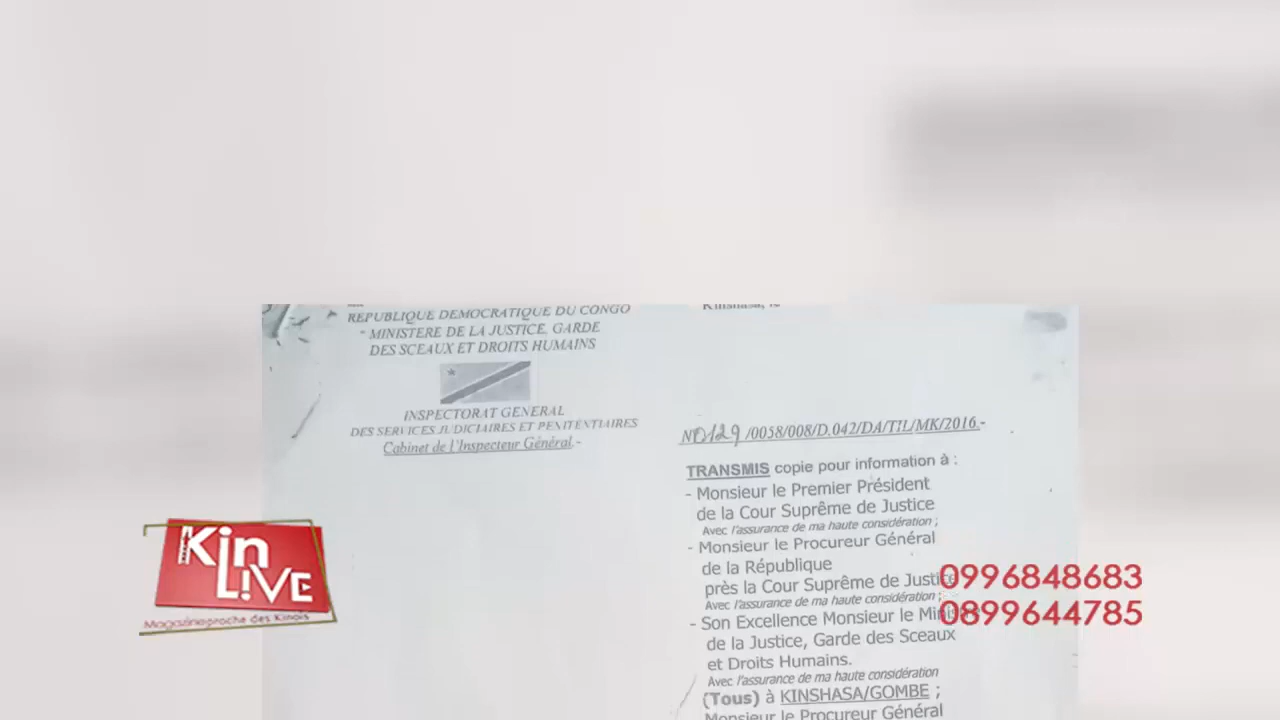 REPUBLIQUE DEMOCRATIQUE DU CONGO
MINISTERE DE LA JUSTICE, GARDE
DES SCEAUX ET DROITS HUMAINS
INSPECTORAT GENERAL
DES SERVICES JUDICIAIRES ET PENITENTIAIRES
Cabinet de l'Inspecteur Général.-
Kinshasa, le
/0058/008/D.042/DA/TIL/MK/2016.-
TRANSMIS copie pour information à :
- Monsieur le Premier Président
de la Cour Suprême de Justice
Avec l'assurance de ma haute considération ;
- Monsieur le Procureur Général
de la République
près la Cour Suprême de Justice
Avec l'assurance de ma haute considération ;
- Son Excellence Monsieur le
de la Justice, Garde des Sceaux
et Droits Humains.
Avec l'assurance de ma haute considération
(Tous) à KINSHASA/GOMBE ;
Monsieur le Procureur Général
Kin
LiVE
Magazine proche des Kinois
0996848683
0899644785